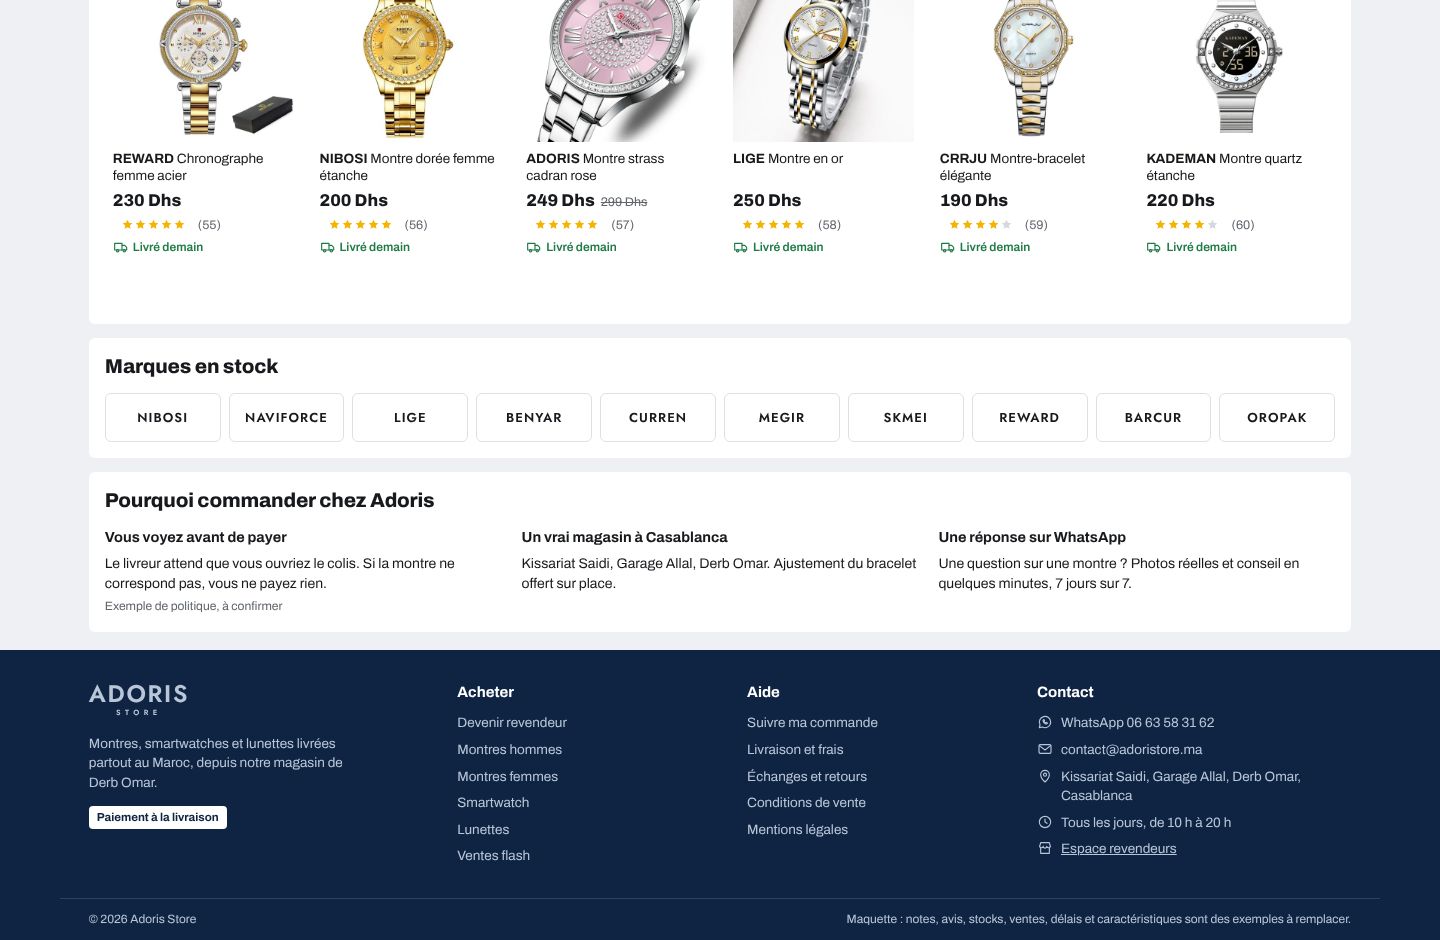 REWARD Chronographe
femme acier
230 Dhs
(55)
Livré demain
NIBOSI Montre dorée femme
étanche
200 Dhs
(56)
Livré demain
ADORIS Montre strass
cadran rose
249 Dhs 299 Dhs
(57)
Livré demain
LIGE Montre en or
250 Dhs
(58)
Livré demain
CRRJU Montre-bracelet
élégante
190 Dhs
(59)
Livré demain
KADEMAN Montre quartz
étanche
220 Dhs
(60)
Livré demain
Marques en stock
NIBOSI
NAVIFORCE
LIGE
BENYAR
CURREN
MEGIR
SKMEI
REWARD
BARCUR
OROPAK
Pourquoi commander chez Adoris
Vous voyez avant de payer
Le livreur attend que vous ouvriez le colis. Si la montre ne
correspond pas, vous ne payez rien.
Exemple de politique, à confirmer
Un vrai magasin à Casablanca
Kissariat Saidi, Garage Allal, Derb Omar. Ajustement du bracelet
offert sur place.
Une réponse sur WhatsApp
Une question sur une montre ? Photos réelles et conseil en
quelques minutes, 7 jours sur 7.
ADORIS
STORE
Montres, smartwatches et lunettes livrées
partout au Maroc, depuis notre magasin de
Derb Omar.
Paiement à la livraison
Acheter
Devenir revendeur
Montres hommes
Montres femmes
Smartwatch
Lunettes
Ventes flash
Aide
Suivre ma commande
Livraison et frais
Échanges et retours
Conditions de vente
Mentions légales
Contact
WhatsApp 06 63 58 31 62
contact@adoristore.ma
Kissariat Saidi, Garage Allal, Derb Omar,
Casablanca
Tous les jours, de 10 h à 20 h
Espace revendeurs
© 2026 Adoris Store
Maquette : notes, avis, stocks, ventes, délais et caractéristiques sont des exemples à remplacer.